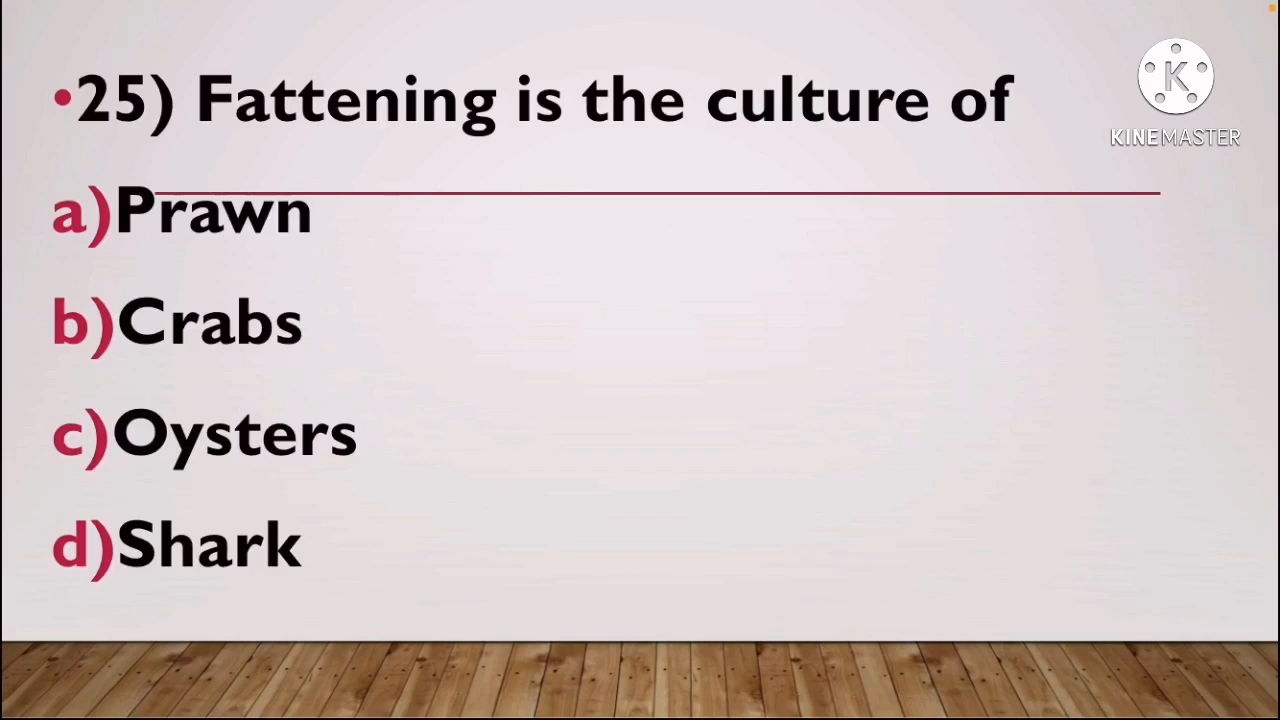 •25) Fattening is the culture of
KINEMASTER
a)Prawn
b)Crabs
c)Oysters
d)Shark